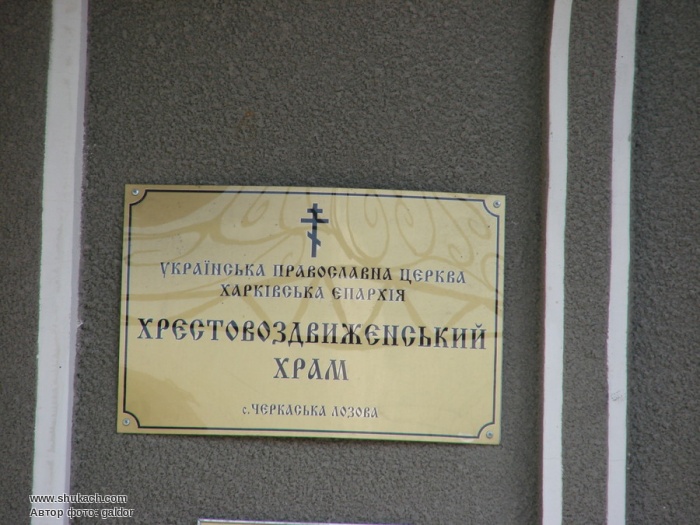 УКРАЇНСЬКА ПРАВОСЛАВНА ЦЕРКВА
ХАРКІВСЬКА ЕПАРХІЯ
ХРЕСТОВОЗДВИЖЕНСЬКИЙ
ХРАМ
с. ЧЕРКАСЬКА ЛОЗОВА
www.shukach.com
Автор фото: galdor